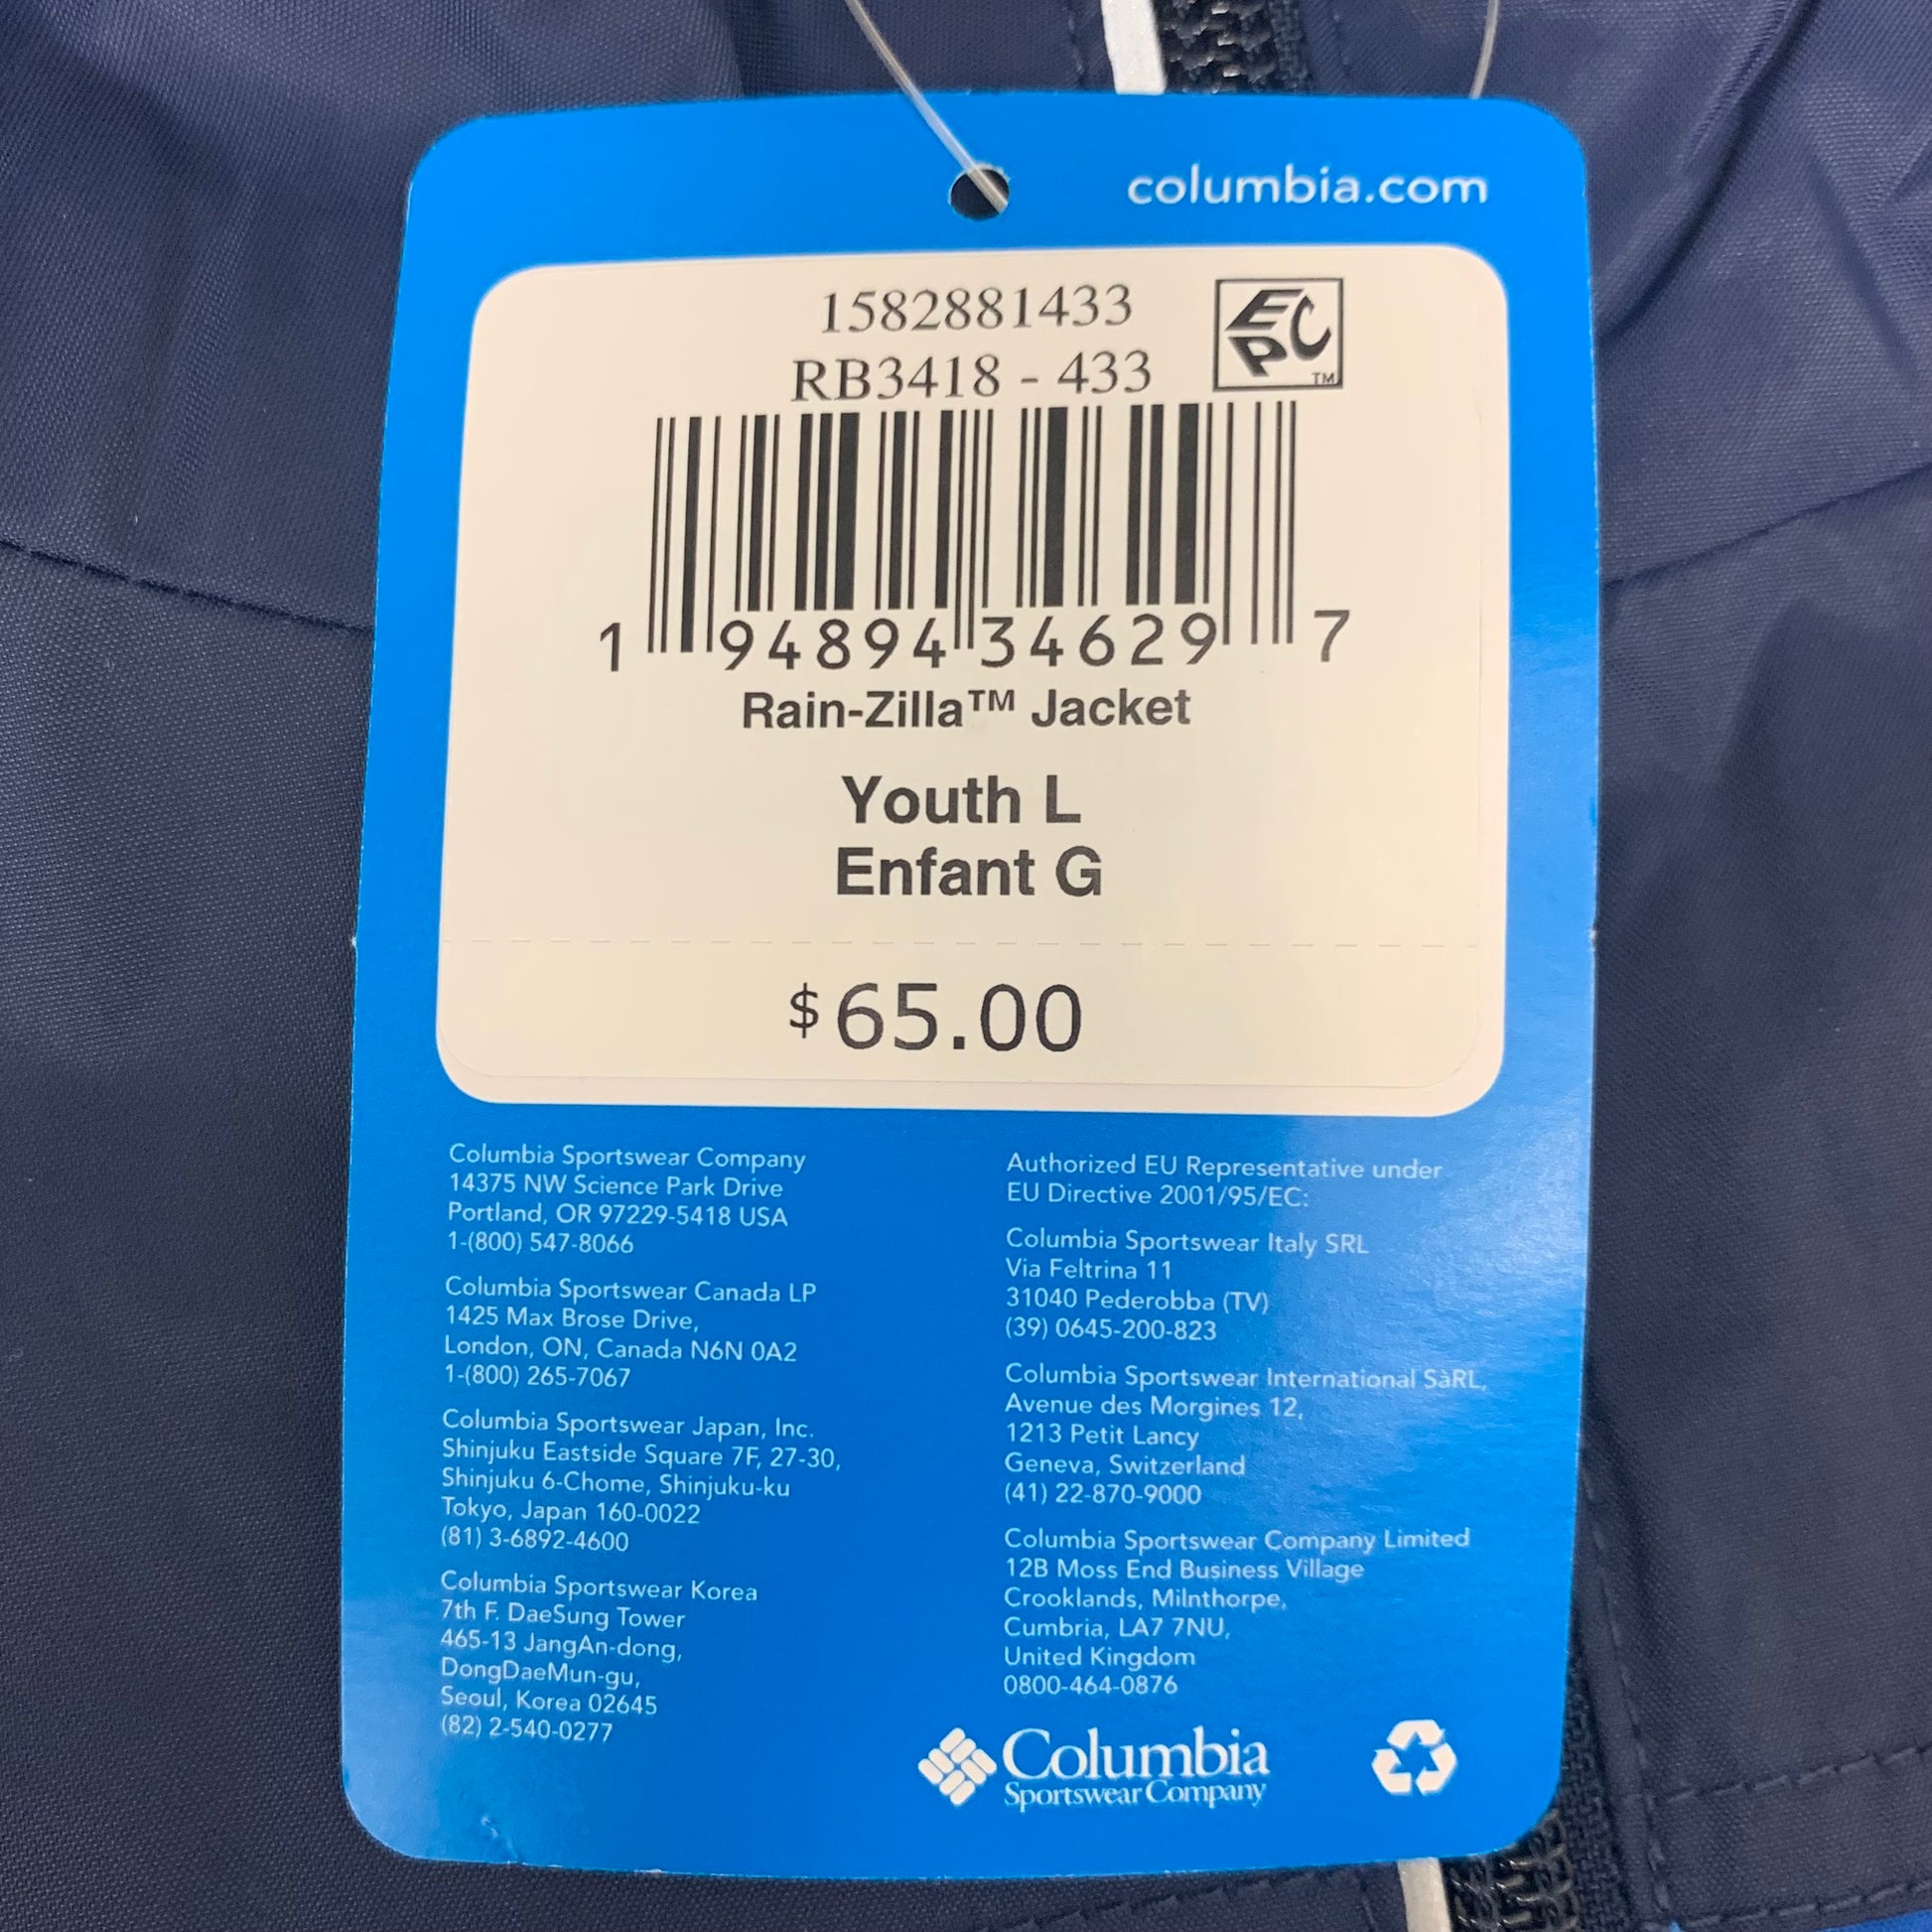 columbia.com
1582881433
RB3418 - 433
EPC
TM
1 94894 34629 7
Rain-Zilla™ Jacket
Youth L
Enfant G
$65.00
Columbia Sportswear Company
14375 NW Science Park Drive
Portland, OR 97229-5418 USA
1-(800) 547-8066
Columbia Sportswear Canada LP
1425 Max Brose Drive,
London, ON, Canada N6N 0A2
1-(800) 265-7067
Columbia Sportswear Japan, Inc.
Shinjuku Eastside Square 7F, 27-30,
Shinjuku 6-Chome, Shinjuku-ku
Tokyo, Japan 160-0022
(81) 3-6892-4600
Columbia Sportswear Korea
7th F. DaeSung Tower
465-13 JangAn-dong,
DongDaeMun-gu,
Seoul, Korea 02645
(82) 2-540-0277
Authorized EU Representative under
EU Directive 2001/95/EC:
Columbia Sportswear Italy SRL
Via Feltrina 11
31040 Pederobba (TV)
(39) 0645-200-823
Columbia Sportswear International SàRL,
Avenue des Morgines 12,
1213 Petit Lancy
Geneva, Switzerland
(41) 22-870-9000
Columbia Sportswear Company Limited
12B Moss End Business Village
Crooklands, Milnthorpe,
Cumbria, LA7 7NU,
United Kingdom
0800-464-0876
Columbia
Sportswear Company